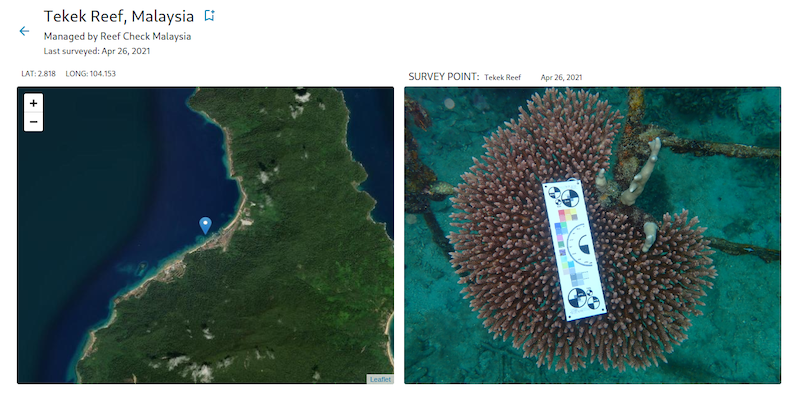 Tekek Reef, Malaysia
Managed by Reef Check Malaysia
Last surveyed: Apr 26, 2021
LAT: 2.818 LONG: 104.153
SURVEY POINT: Tekek Reef Apr 26, 2021
+
−
Leaflet